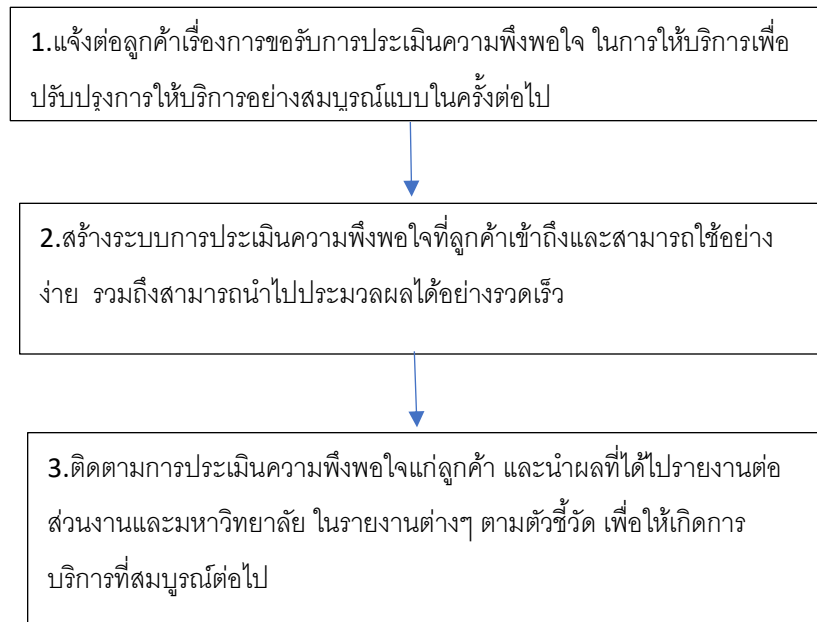 1.แจ้งต่อลูกค้าเรื่องการขอรับการประเมินความพึงพอใจ ในการให้บริการเพื่อ
ปรับปรุงการให้บริการอย่างสมบูรณ์แบบในครั้งต่อไป
2.สร้างระบบการประเมินความพึงพอใจที่ลูกค้าเข้าถึงและสามารถใช้อย่าง
ง่าย รวมถึงสามารถนำไปประมวลผลได้อย่างรวดเร็ว
3.ติดตามการประเมินความพึงพอใจแก่ลูกค้า และนำผลที่ได้ไปรายงานต่อ
ส่วนงานและมหาวิทยาลัย ในรายงานต่างๆ ตามตัวชี้วัด เพื่อให้เกิดการ
บริการที่สมบูรณ์ต่อไป